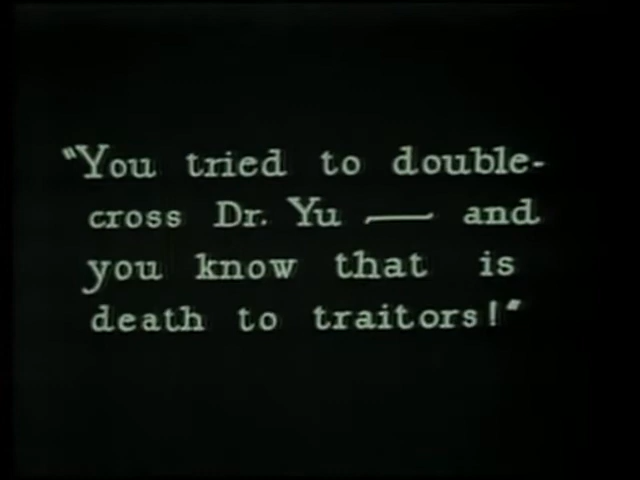 "You tried to double-
cross Dr. Yu — and
you know that is
death to traitors!"